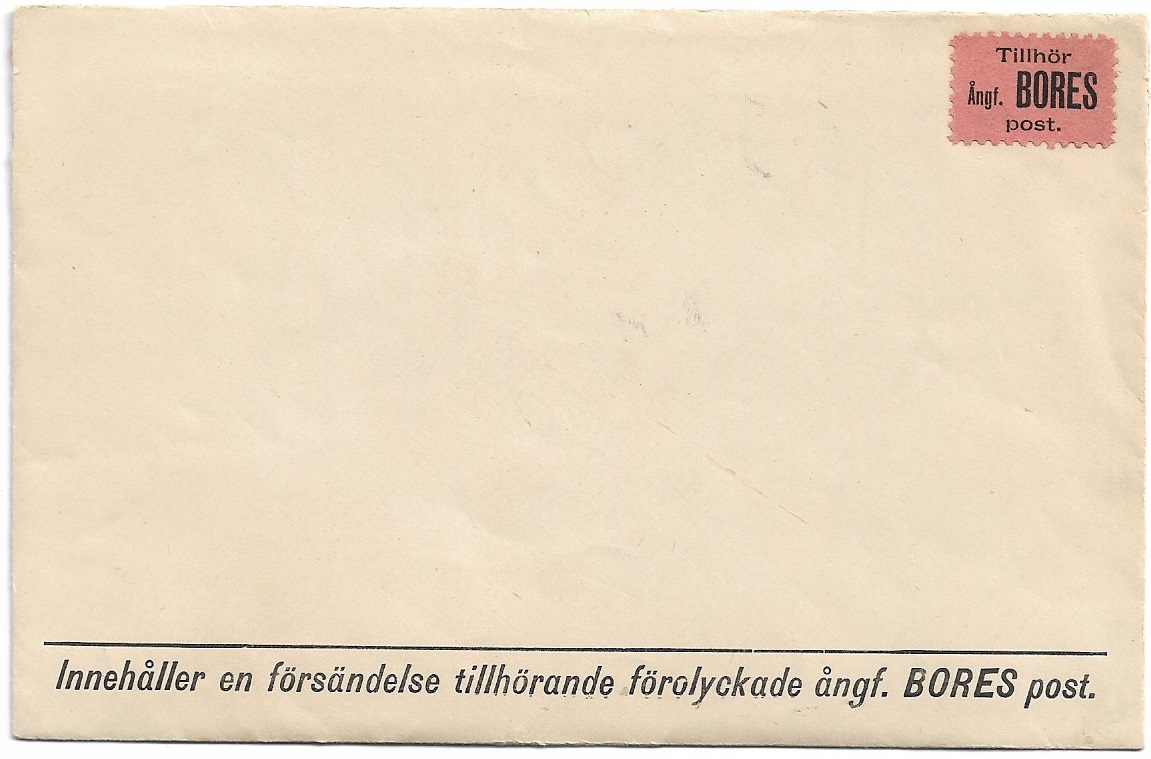 Tillhör
Ångf. BORES
post.
Innehåller en försändelse tillhörande förolyckade ångf. BORES post.